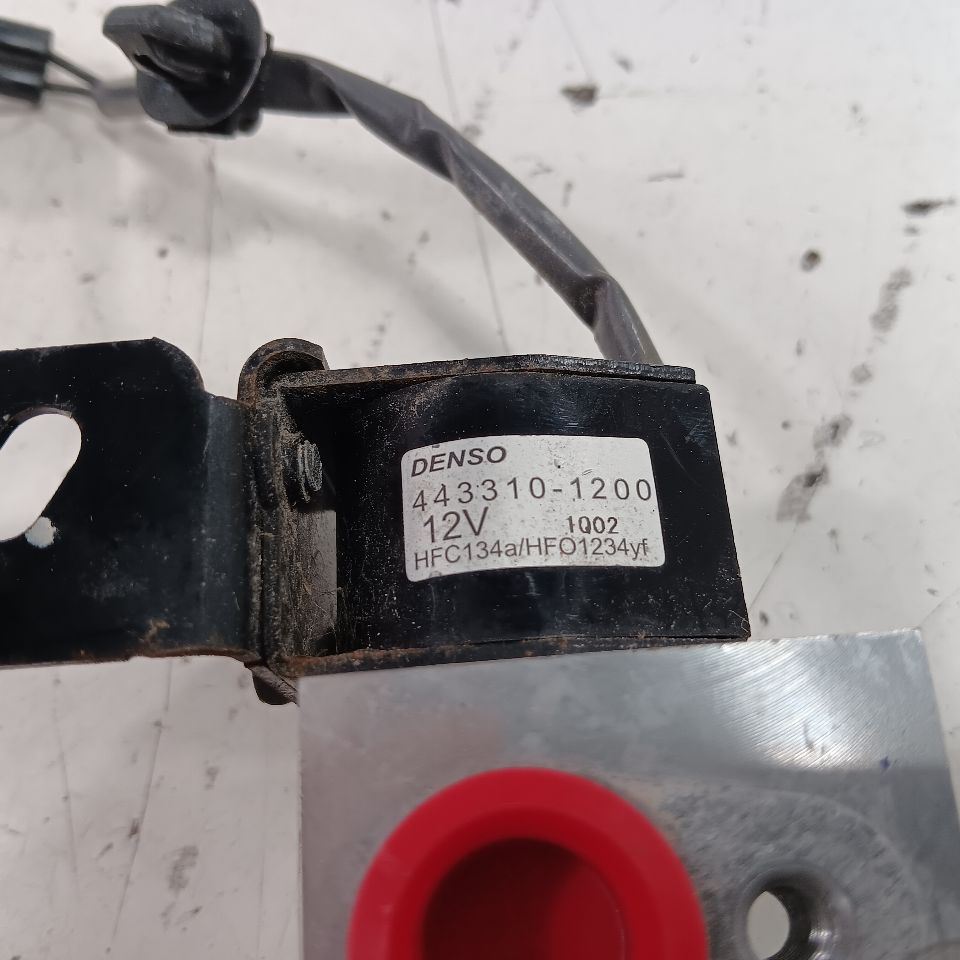 DENSO
443310-1200
12V 1Q02
HFC134a/HFO1234yf